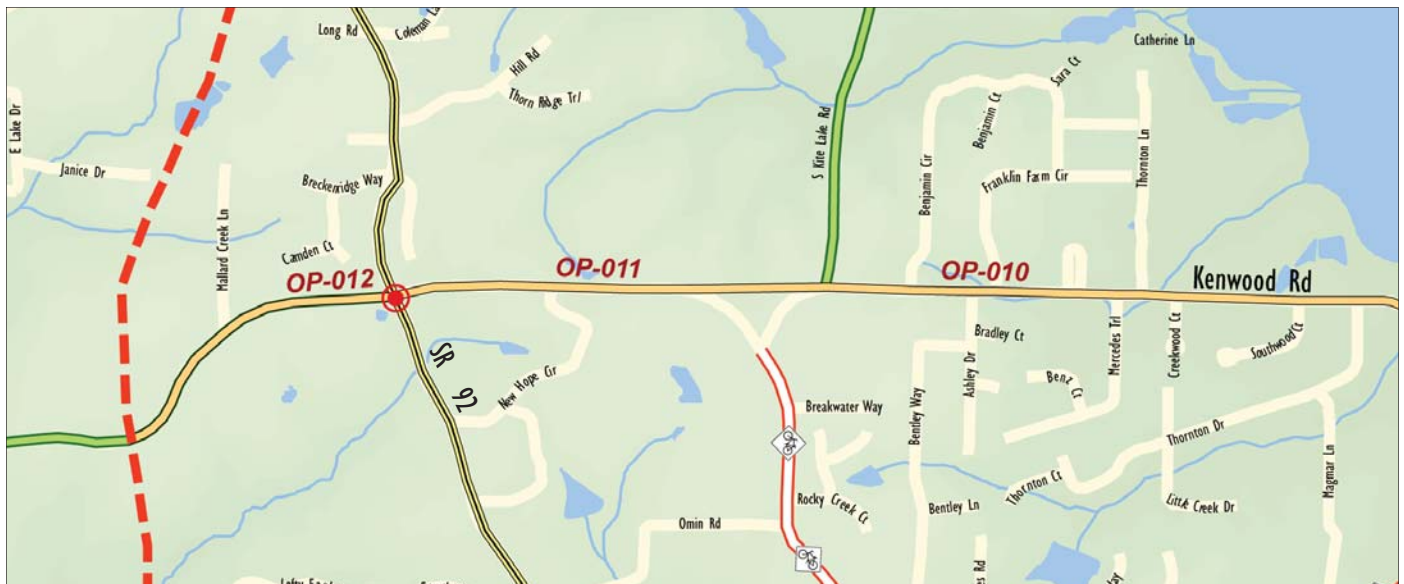 Long Rd
Coleman
Hill Rd
Thorn Ridge Trl
Catherine Ln
Sara Ct
Benjamin Ct
E Lake Dr
Janice Dr
S Kite Lake Rd
Benjamin Cir
Thornton Ln
Breckenridge Way
Franklin Farm Cir
Mallard Creek Ln
Camden Ct
OP-012
OP-011
OP-010
Kenwood Rd
SR 92
New Hope Cir
Bradley Ct
Mercedes Trl
Creekwood Ct
Southwood Ct
Ashley Dr
Benz Ct
Breakwater Way
Bentley Way
Thornton Dr
Magmar Ln
Thornton Ct
Rocky Creek Ct
Bentley Ln
Little Creek Dr
Omin Rd